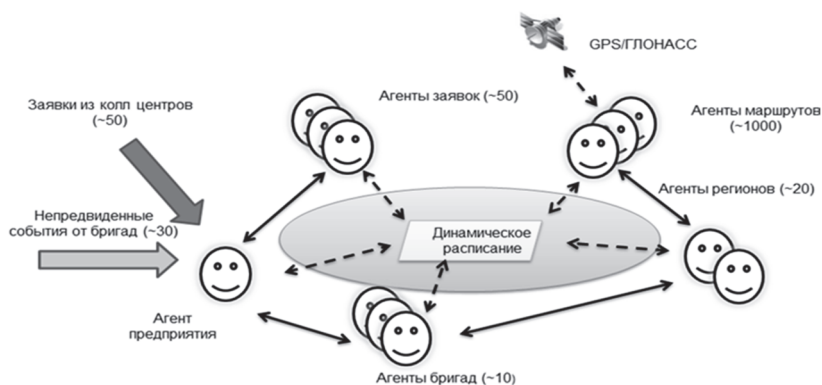 GPS/ГЛОНАСС
Агенты заявок (~50)
Заявки из колл центров
(~50)
Агенты маршрутов
(~1000)
Агенты регионов (~20)
Непредвиденные
события от бригад (~30)
Динамическое
расписание
Агент
предприятия
Агенты бригад (~10)